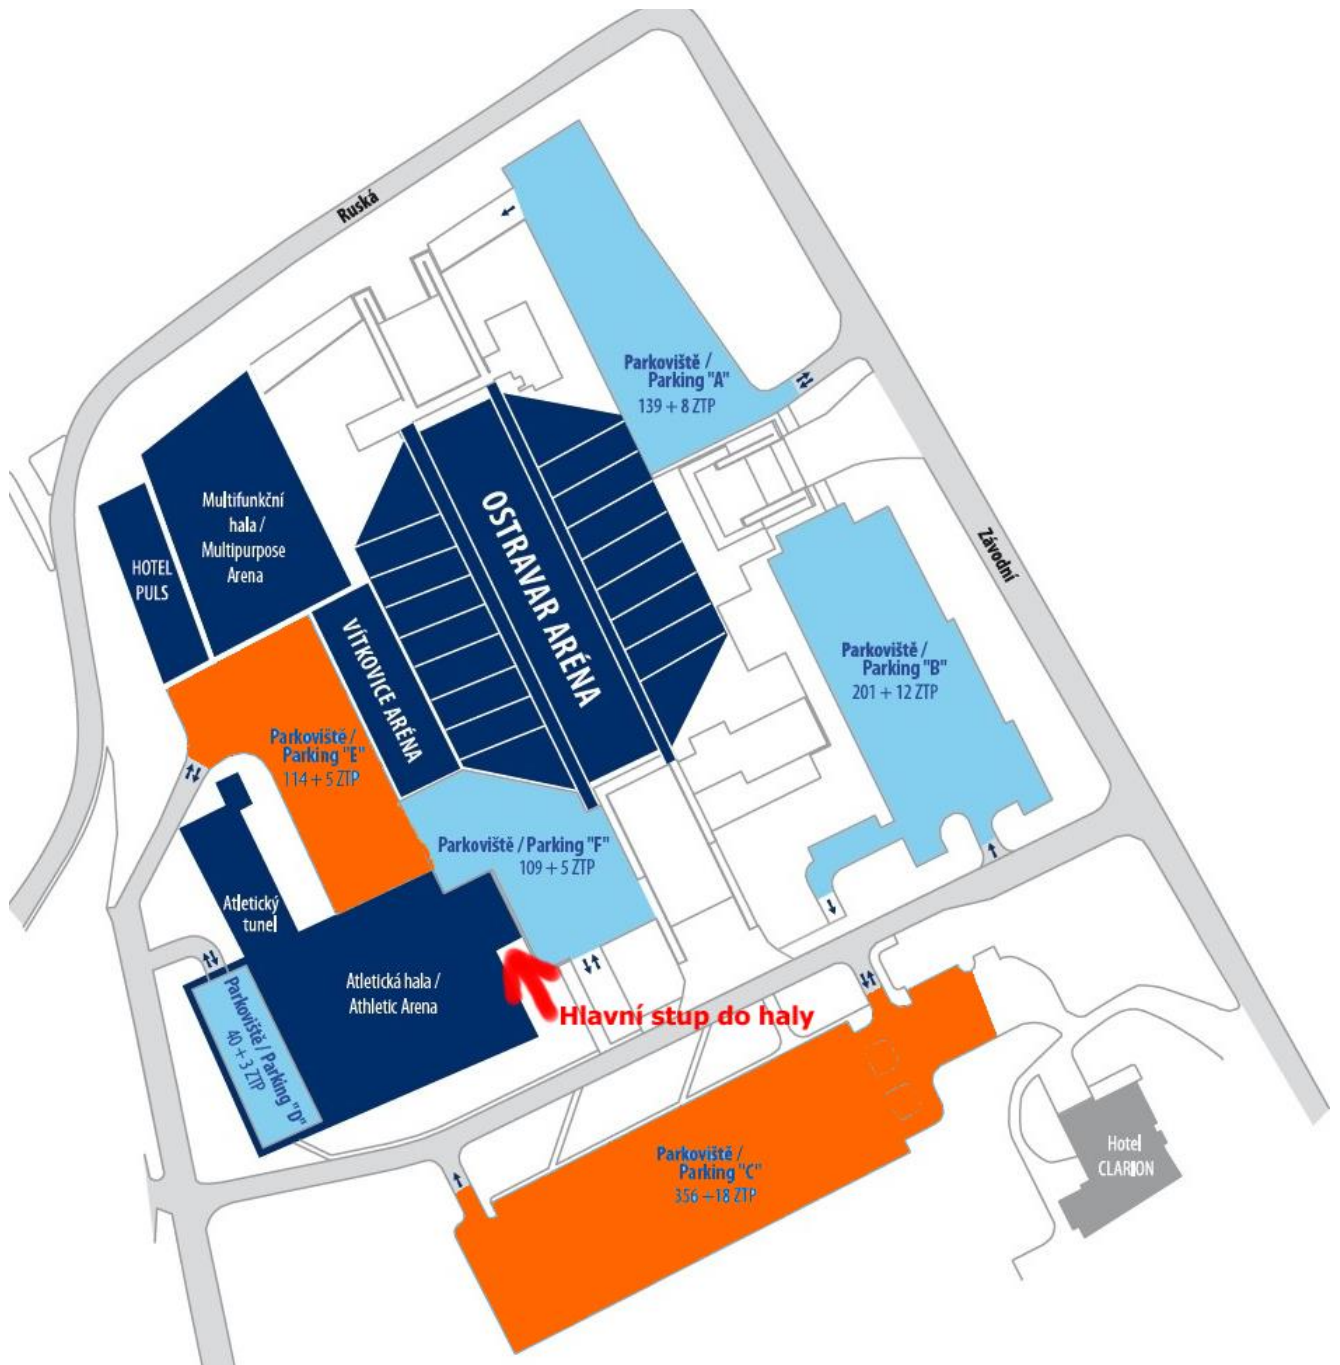 Ruská
Parkoviště /
Parking "A"
139 + 8 ZTP
Závodní
Multifunkční
hala /
Multipurpose
Arena
HOTEL
PULS
OSTRAVAR ARÉNA
VÍTKOVICE ARÉNA
Parkoviště /
Parking "B"
201 + 12 ZTP
Parkoviště /
Parking "E"
114 + 5 ZTP
Parkoviště / Parking "F"
109 + 5 ZTP
Atletický
tunel
Atletická hala /
Athletic Arena
Parkoviště / Parking "D"
40 + 3 ZTP
Hlavní stup do haly
Parkoviště /
Parking "C"
356 +18 ZTP
Hotel
CLARION